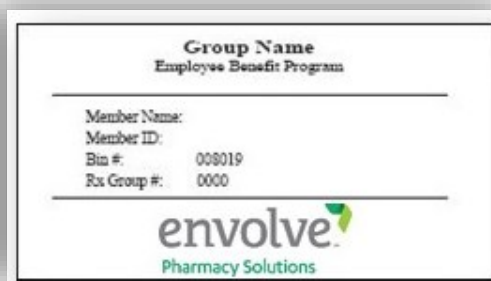 Group Name
Employee Benefit Program
Member Name:
Member ID:
Bin #: 008019
Rx Group #: 0000
envolve
Pharmacy Solutions